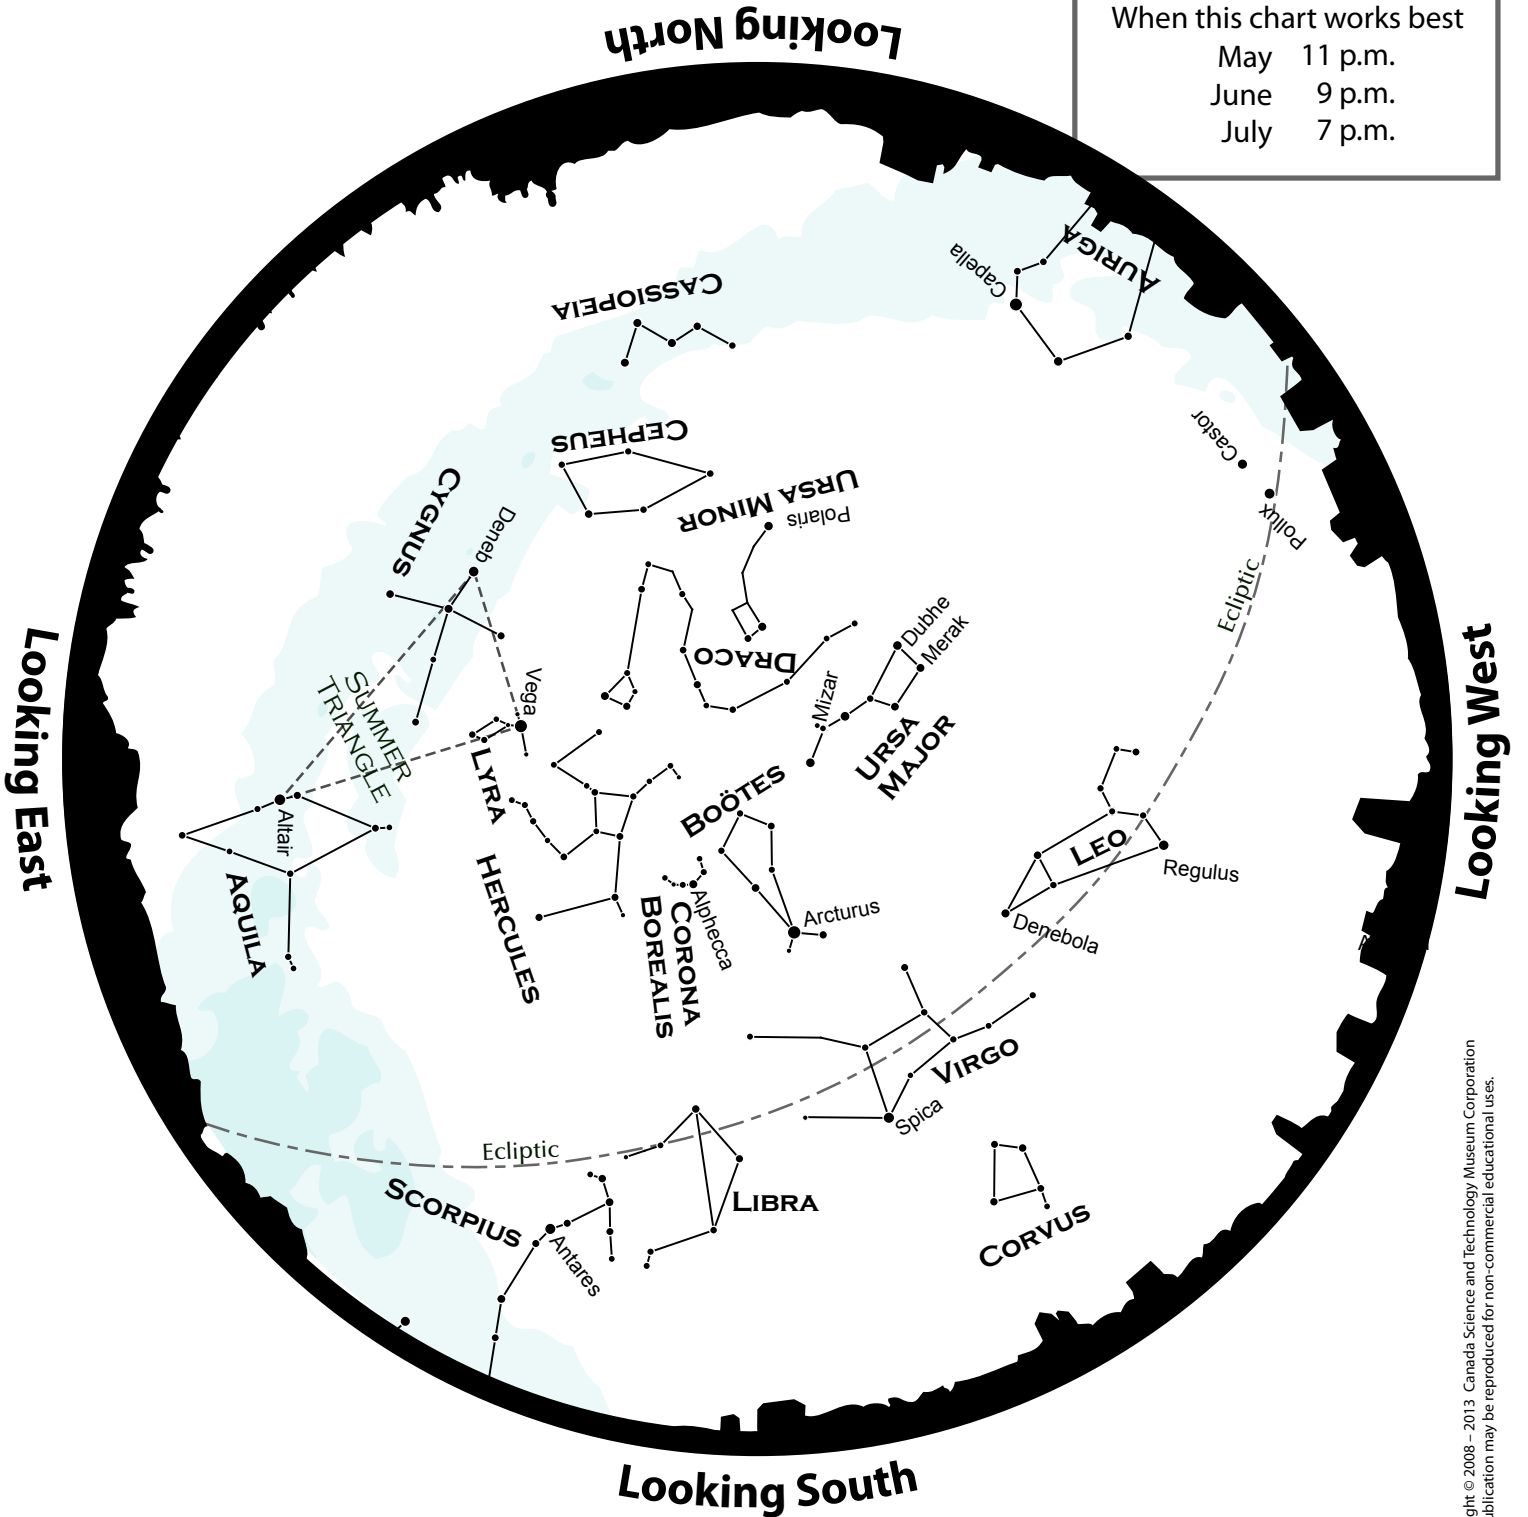 When this chart works best
May 11 p.m.
June 9 p.m.
July 7 p.m.
Looking North
AURIGA
Capella
CASSIOPEIA
Castor
Pollux
CEPHEUS
CYGNUS
Deneb
URSA MINOR
Polaris
Ecliptic
Dubhe
Merak
DRACO
Mizar
URSA
MAJOR
Looking East
Looking West
SUMMER
TRIANGLE
Vega
LYRA
BOÖTES
Altair
LEO
Regulus
AQUILA
HERCULES
CORONA
BOREALIS
Alphecca
Arcturus
Denebola
VIRGO
Spica
Ecliptic
SCORPIUS
Antares
LIBRA
CORVUS
Looking South
ght © 2008 – 2013 Canada Science and Technology Museum Corporation
ublication may be reproduced for non-commercial educational uses.